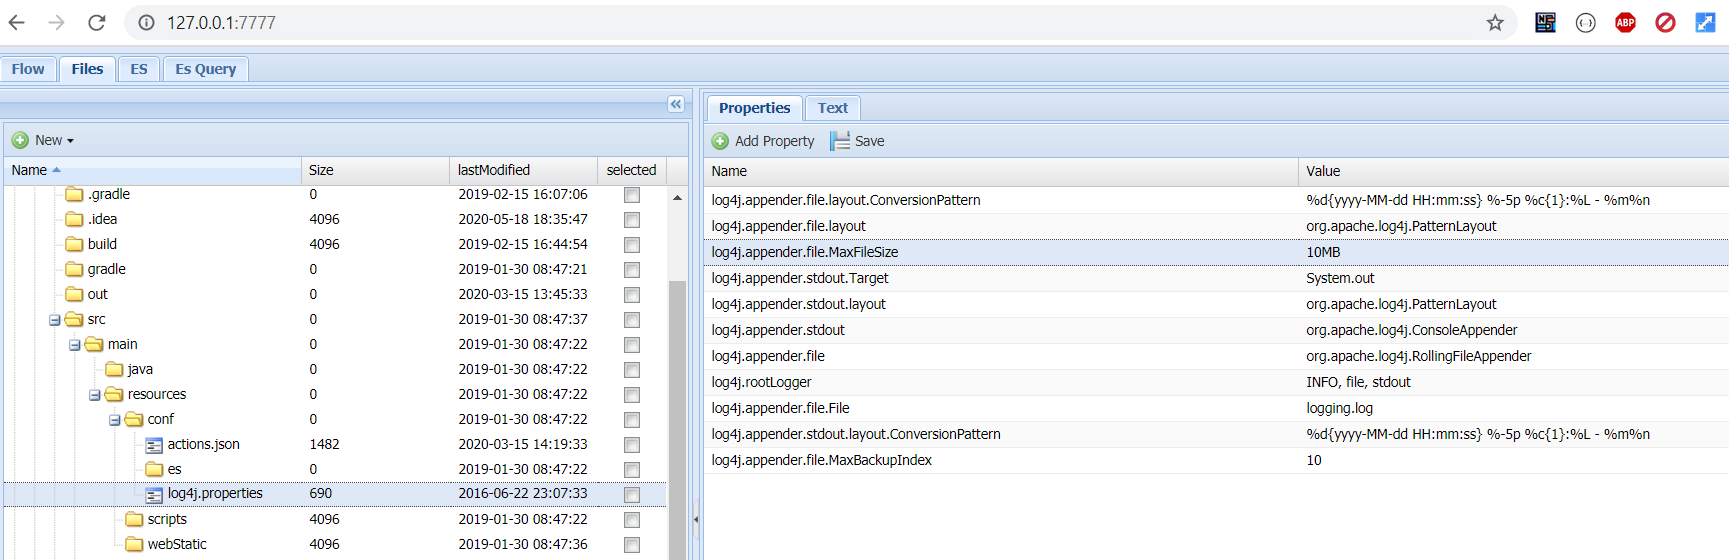 127.0.0.1:7777
ABP
Flow Files ES Es Query
Properties Text
New
Add Property Save
Name Size lastModified selected
Name Value
.gradle 0 2019-02-15 16:07:06
.idea 4096 2020-05-18 18:35:47
build 4096 2019-02-15 16:44:54
gradle 0 2019-01-30 08:47:21
out 0 2020-03-15 13:45:33
src 0 2019-01-30 08:47:37
main 0 2019-01-30 08:47:22
java 0 2019-01-30 08:47:22
resources 0 2019-01-30 08:47:22
conf 0 2019-01-30 08:47:22
actions.json 1482 2020-03-15 14:19:33
es 0 2019-01-30 08:47:22
log4j.properties 690 2016-06-22 23:07:33
scripts 4096 2019-01-30 08:47:22
webStatic 4096 2019-01-30 08:47:36
log4j.appender.file.layout.ConversionPattern %d{yyyy-MM-dd HH:mm:ss} %-5p %c{1}:%L - %m%n
log4j.appender.file.layout org.apache.log4j.PatternLayout
log4j.appender.file.MaxFileSize 10MB
log4j.appender.stdout.Target System.out
log4j.appender.stdout.layout org.apache.log4j.PatternLayout
log4j.appender.stdout org.apache.log4j.ConsoleAppender
log4j.appender.file org.apache.log4j.RollingFileAppender
log4j.rootLogger INFO, file, stdout
log4j.appender.file.File logging.log
log4j.appender.stdout.layout.ConversionPattern %d{yyyy-MM-dd HH:mm:ss} %-5p %c{1}:%L - %m%n
log4j.appender.file.MaxBackupIndex 10